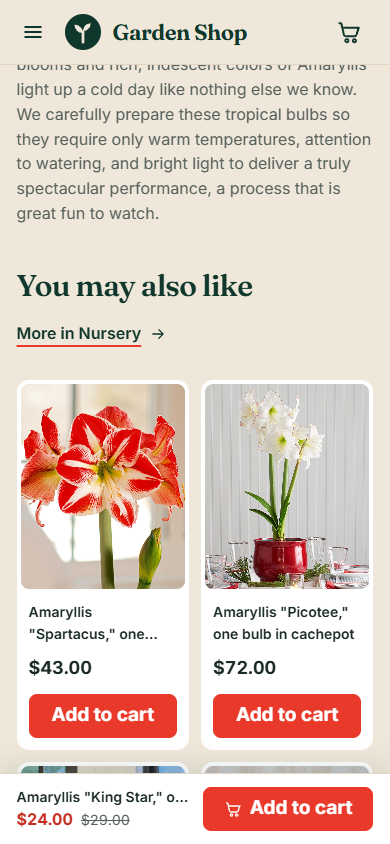 Garden Shop
blooms and rich, iridescent colors of Amaryllis
light up a cold day like nothing else we know.
We carefully prepare these tropical bulbs so
they require only warm temperatures, attention
to watering, and bright light to deliver a truly
spectacular performance, a process that is
great fun to watch.
You may also like
More in Nursery →
Amaryllis
"Spartacus," one...
$43.00
Add to cart
Amaryllis "Picotee,"
one bulb in cachepot
$72.00
Add to cart
Amaryllis "King Star," o...
$24.00 $29.00
Add to cart